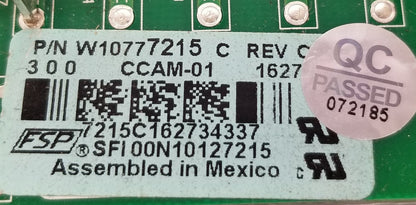 P/N W10777215 C REV C
300 CCAM-01 1627
QC
PASSED
072185
7215C162734337
FSP ® SFI00N10127215
Assembled in Mexico